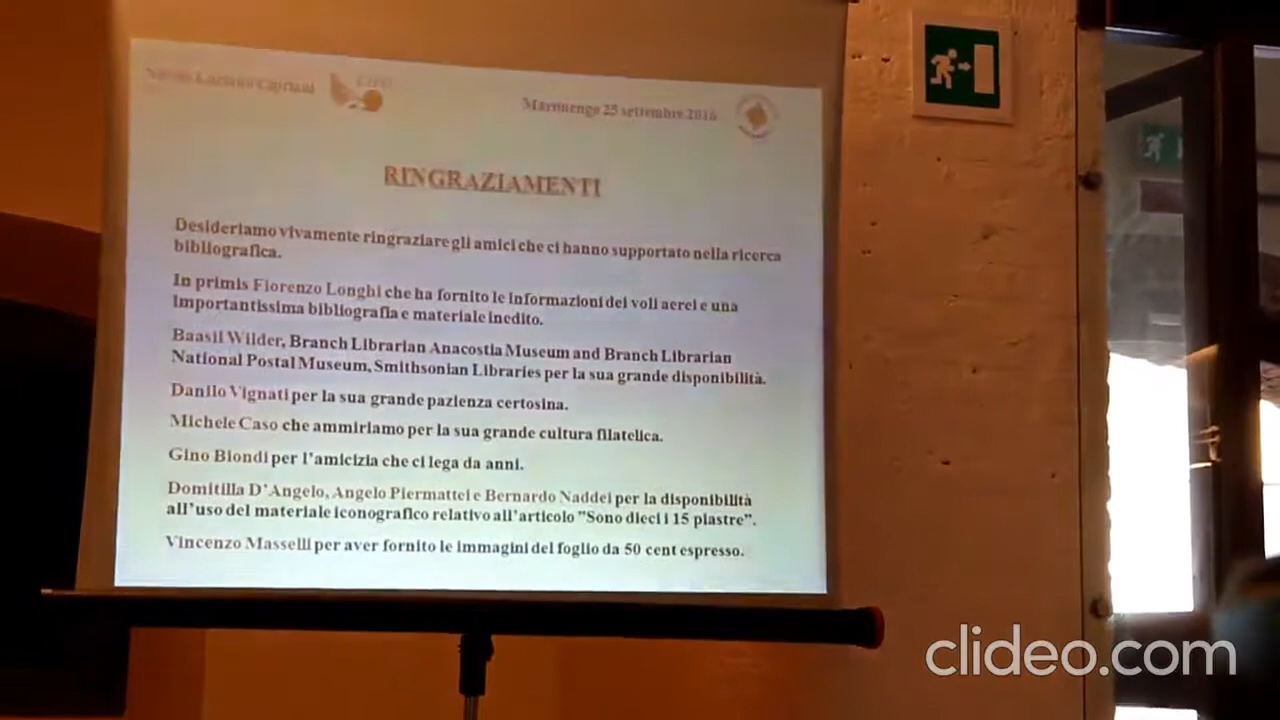 Luciano Cipriani
Martinengo 25 settembre 2016
RINGRAZIAMENTI
Desideriamo vivamente ringraziare gli amici che ci hanno supportato nella ricerca
bibliografica.
In primis Fiorenzo Longhi che ha fornito le informazioni dei voli aerei e una
importantissima bibliografia e materiale inedito.
Baasil Wilder, Branch Librarian Anacostia Museum and Branch Librarian
National Postal Museum, Smithsonian Libraries per la sua grande disponibilità.
Danilo Vignati per la sua grande pazienza certosina.
Michele Caso che ammiriamo per la sua grande cultura filatelica.
Gino Biondi per l'amicizia che ci lega da anni.
Domitilla D'Angelo, Angelo Piermattei e Bernardo Naddei per la disponibilità
all'uso del materiale iconografico relativo all'articolo "Sono dieci i 15 piastre".
Vincenzo Masselli per aver fornito le immagini del foglio da 50 cent espresso.
clideo.com